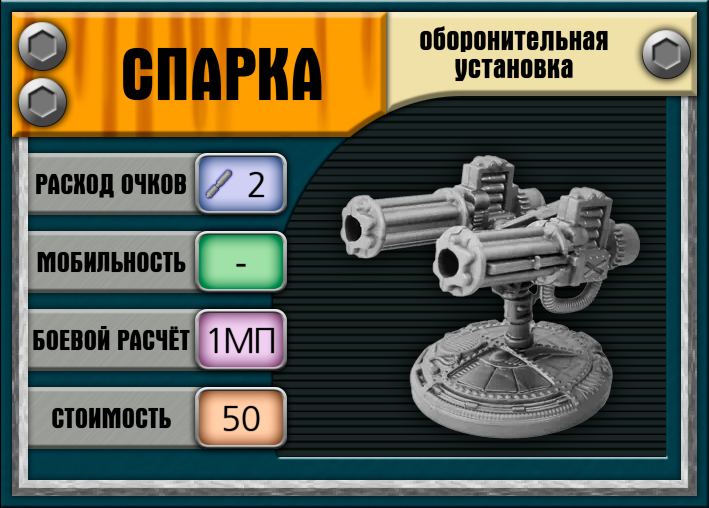 СПАРКА
оборонительная
установка
РАСХОД ОЧКОВ 2
МОБИЛЬНОСТЬ -
БОЕВОЙ РАСЧЁТ 1МП
СТОИМОСТЬ 50